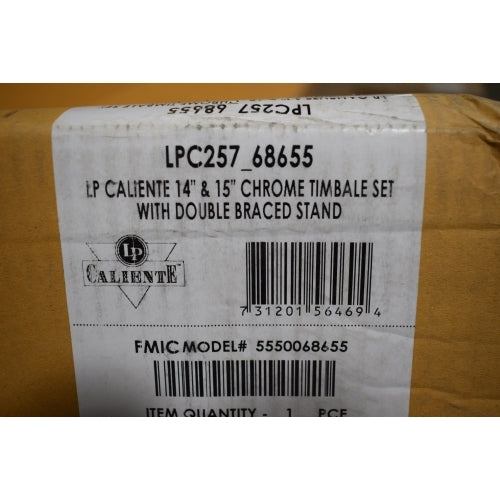 LPC257 68655
LPC257_68655
LP CALIENTE 14" & 15" CHROME TIMBALE SET
WITH DOUBLE BRACED STAND
LP
CALIENTE
7 31201 56469 4
FMIC MODEL# 5550068655
ITEM QUANTITY - 1 PCE